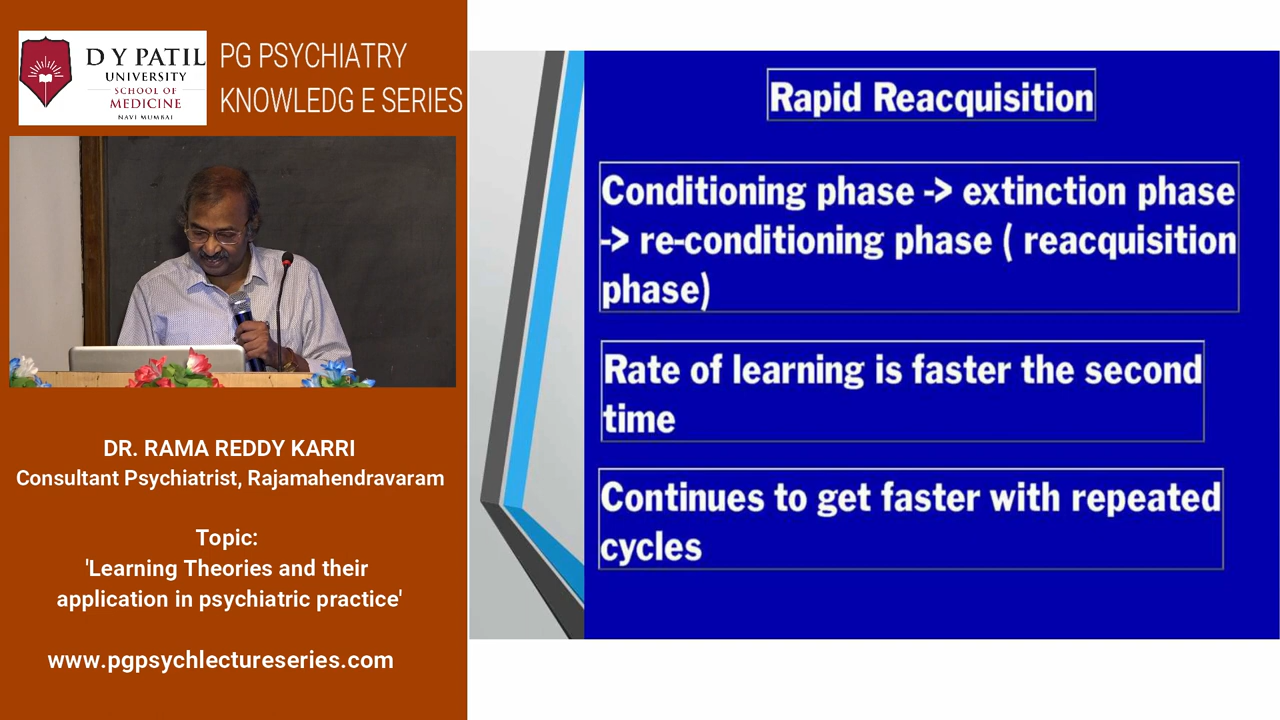 D Y PATIL
UNIVERSITY
SCHOOL OF
MEDICINE
NAVI MUMBAI
PG PSYCHIATRY
KNOWLEDG E SERIES
DR. RAMA REDDY KARRI
Consultant Psychiatrist, Rajamahendravaram
Topic:
'Learning Theories and their
application in psychiatric practice'
www.pgpsychlectureseries.com
Rapid Reacquisition
Conditioning phase -> extinction phase
-> re-conditioning phase ( reacquisition
phase)
Rate of learning is faster the second
time
Continues to get faster with repeated
cycles